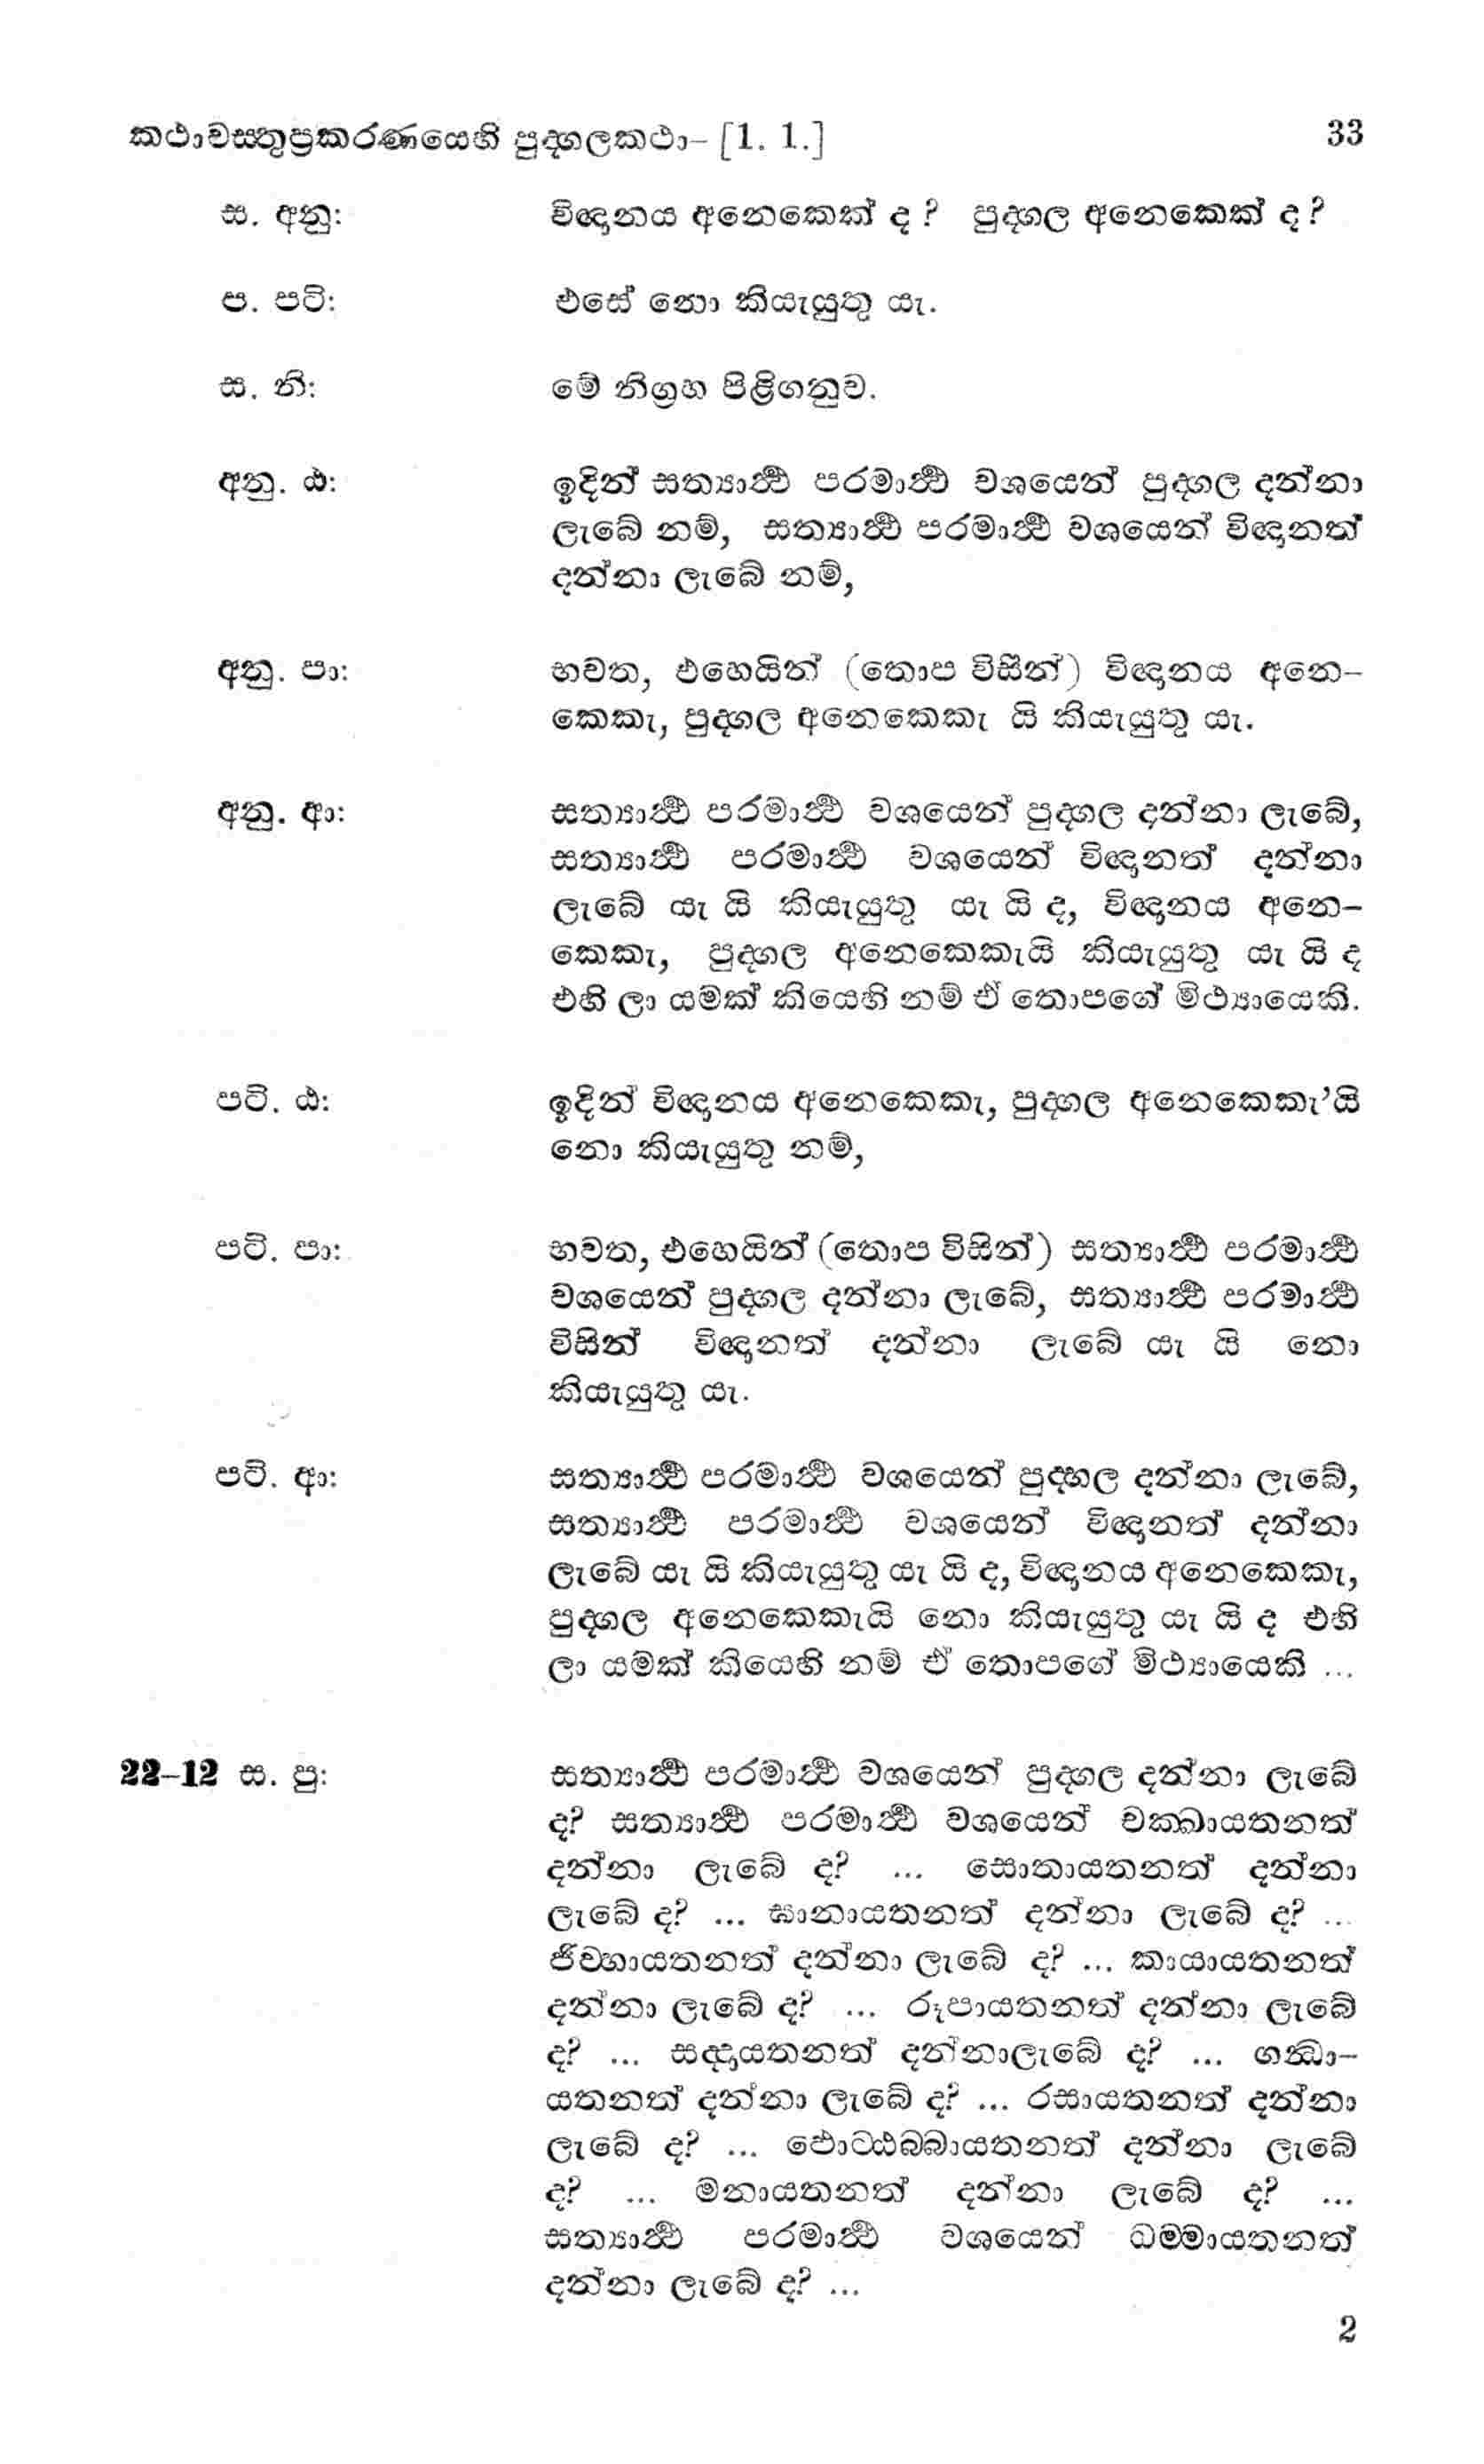 කථාවස්තුප්‍රකරණයෙහි පුද්ගලකථා– [1. 1.] 33
ස. අනු: විඥානය අනෙකෙක් ද ? පුද්ගල අනෙකෙක් ද ?
ප. පටි: එසේ නො කියැයුතු යැ.
ස. නි: මේ නිග්‍රහ පිළිගනුව.
අනු. ඨ: ඉදින් සත්‍යාර්ථ පරමාර්ථ වශයෙන් පුද්ගල දන්නා
ලැබේ නම්, සත්‍යාර්ථ පරමාර්ථ වශයෙන් විඥානත්
දන්නා ලැබේ නම්,
අනු. පා: භවත, එහෙයින් (තොප විසින්) විඥානය අනෙ–
කෙකැ, පුද්ගල අනෙකෙකැ යි කියැයුතු යැ.
අනු. ආ: සත්‍යාර්ථ පරමාර්ථ වශයෙන් පුද්ගල දන්නා ලැබේ,
සත්‍යාර්ථ පරමාර්ථ වශයෙන් විඥානත් දන්නා
ලැබේ යැ යි කියැයුතු යැ යි ද, විඥානය අනෙ–
කෙකැ, පුද්ගල අනෙකෙකැයි කියැයුතු යැ යි ද
එහි ලා යමක් කියෙහි නම් ඒ තොපගේ මිථ්‍යායෙකි.
පටි. ඨ: ඉදින් විඥානය අනෙකෙකැ, පුද්ගල අනෙකෙකැ’යි
නො කියැයුතු නම්,
පටි. පා: භවත, එහෙයින් (තොප විසින්) සත්‍යාර්ථ පරමාර්ථ
වශයෙන් පුද්ගල දන්නා ලැබේ, සත්‍යාර්ථ පරමාර්ථ
විසින් විඥානත් දන්නා ලැබේ යැ යි නො
කියැයුතු යැ.
පටි. ආ: සත්‍යාර්ථ පරමාර්ථ වශයෙන් පුද්ගල දන්නා ලැබේ,
සත්‍යාර්ථ පරමාර්ථ වශයෙන් විඥානත් දන්නා
ලැබේ යැ යි කියැයුතු යැ යි ද, විඥානය අනෙකෙකැ,
පුද්ගල අනෙකෙකැයි නො කියැයුතු යැ යි ද එහි
ලා යමක් කියෙහි නම් ඒ තොපගේ මිථ්‍යායෙකි ...
22–12 ස. පු: සත්‍යාර්ථ පරමාර්ථ වශයෙන් පුද්ගල දන්නා ලැබේ
ද? සත්‍යාර්ථ පරමාර්ථ වශයෙන් චක්ඛායතනත්
දන්නා ලැබේ ද? ... සොතායතනත් දන්නා
ලැබේ ද? ... ඝානායතනත් දන්නා ලැබේ ද? ...
ජිව්හායතනත් දන්නා ලැබේ ද? ... කායායතනත්
දන්නා ලැබේ ද? ... රූපායතනත් දන්නා ලැබේ
ද? ... සද්දායතනත් දන්නාලැබේ ද? ... ගන්ධා–
යතනත් දන්නා ලැබේ ද? ... රසායතනත් දන්නා
ලැබේ ද? ... ඵොට්ඨබ්බායතනත් දන්නා ලැබේ
ද? ... මනායතනත් දන්නා ලැබේ ද? ...
සත්‍යාර්ථ පරමාර්ථ වශයෙන් ධම්මායතනත්
දන්නා ලැබේ ද? ...
2